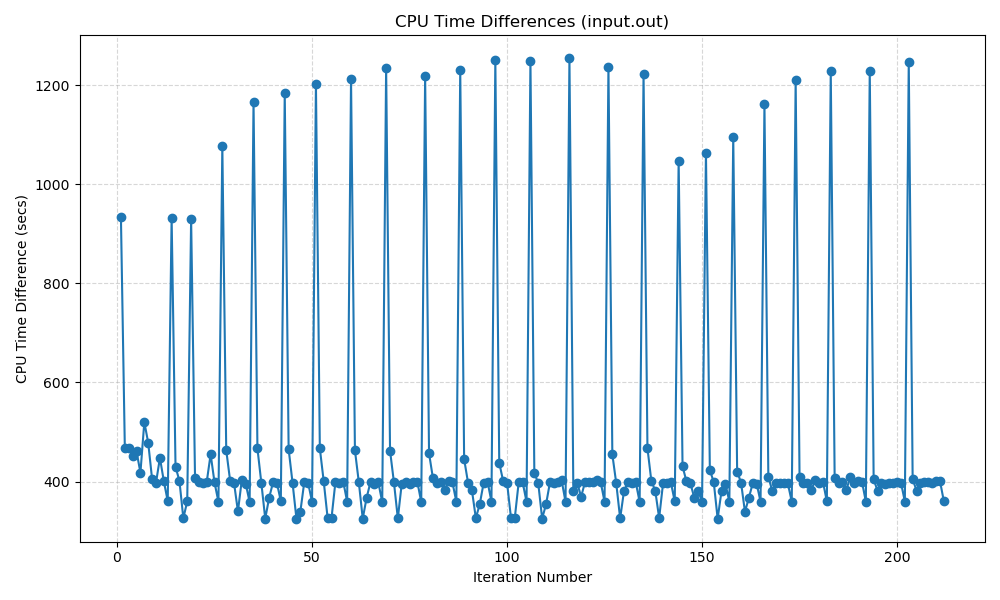 CPU Time Differences (input.out)
CPU Time Difference (secs)
1200
1000
800
600
400
0 50 100 150 200
Iteration Number